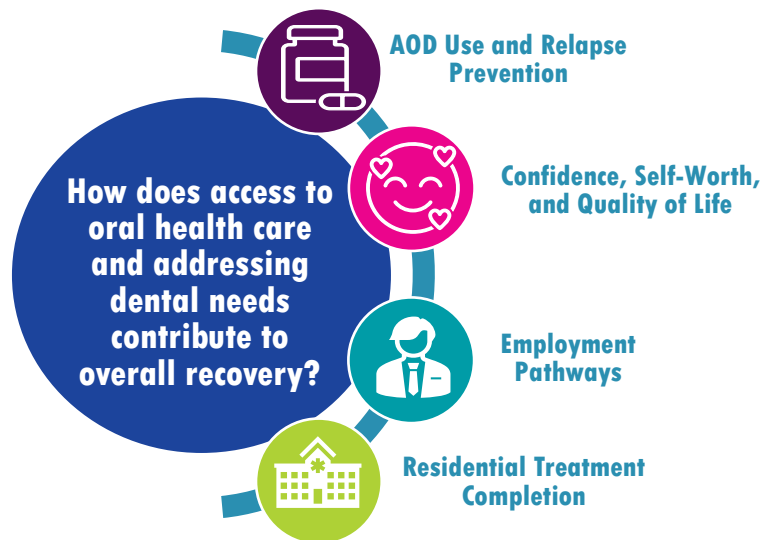 How does access to
oral health care
and addressing
dental needs
contribute to
overall recovery?
AOD Use and Relapse
Prevention
Confidence, Self-Worth,
and Quality of Life
Employment
Pathways
Residential Treatment
Completion